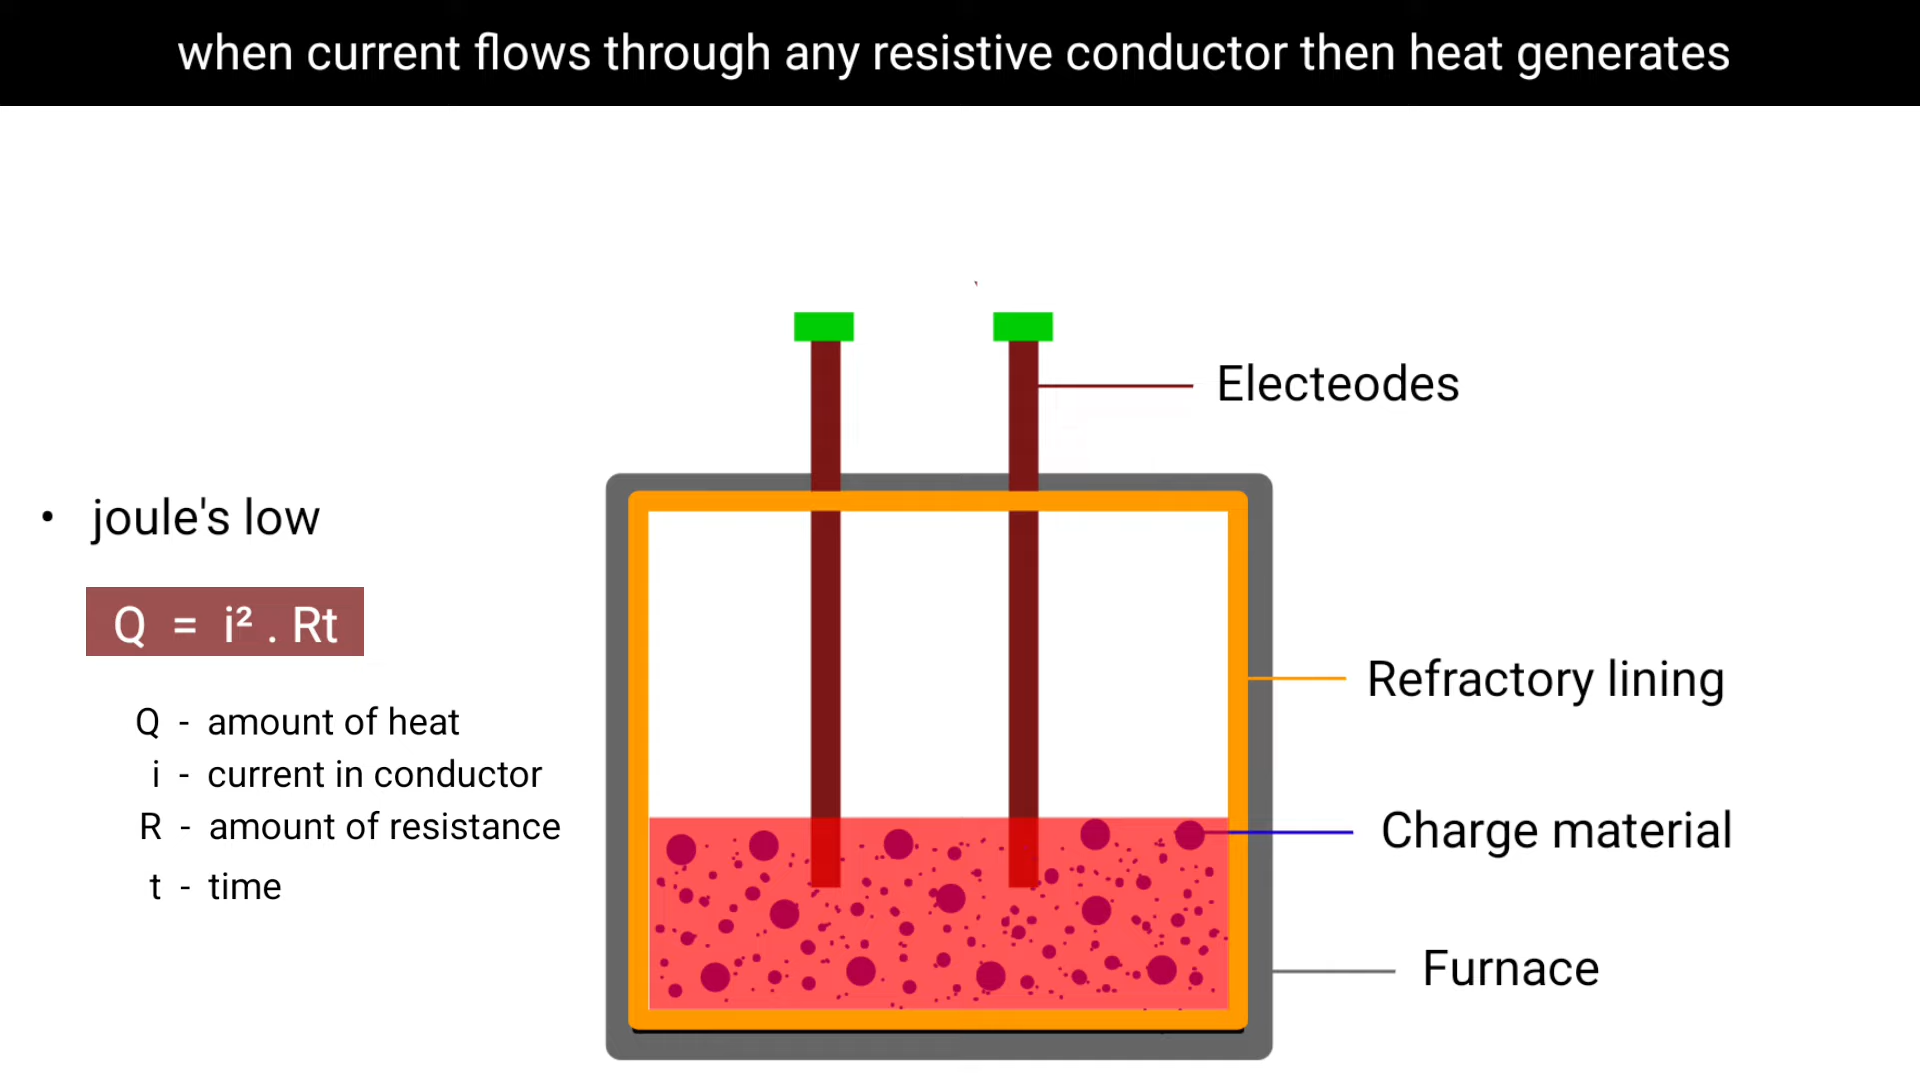 when current flows through any resistive conductor then heat generates
Electeodes
• joule's low
Q = i² . Rt
Q - amount of heat
i - current in conductor
R - amount of resistance
t - time
Refractory lining
Charge material
Furnace